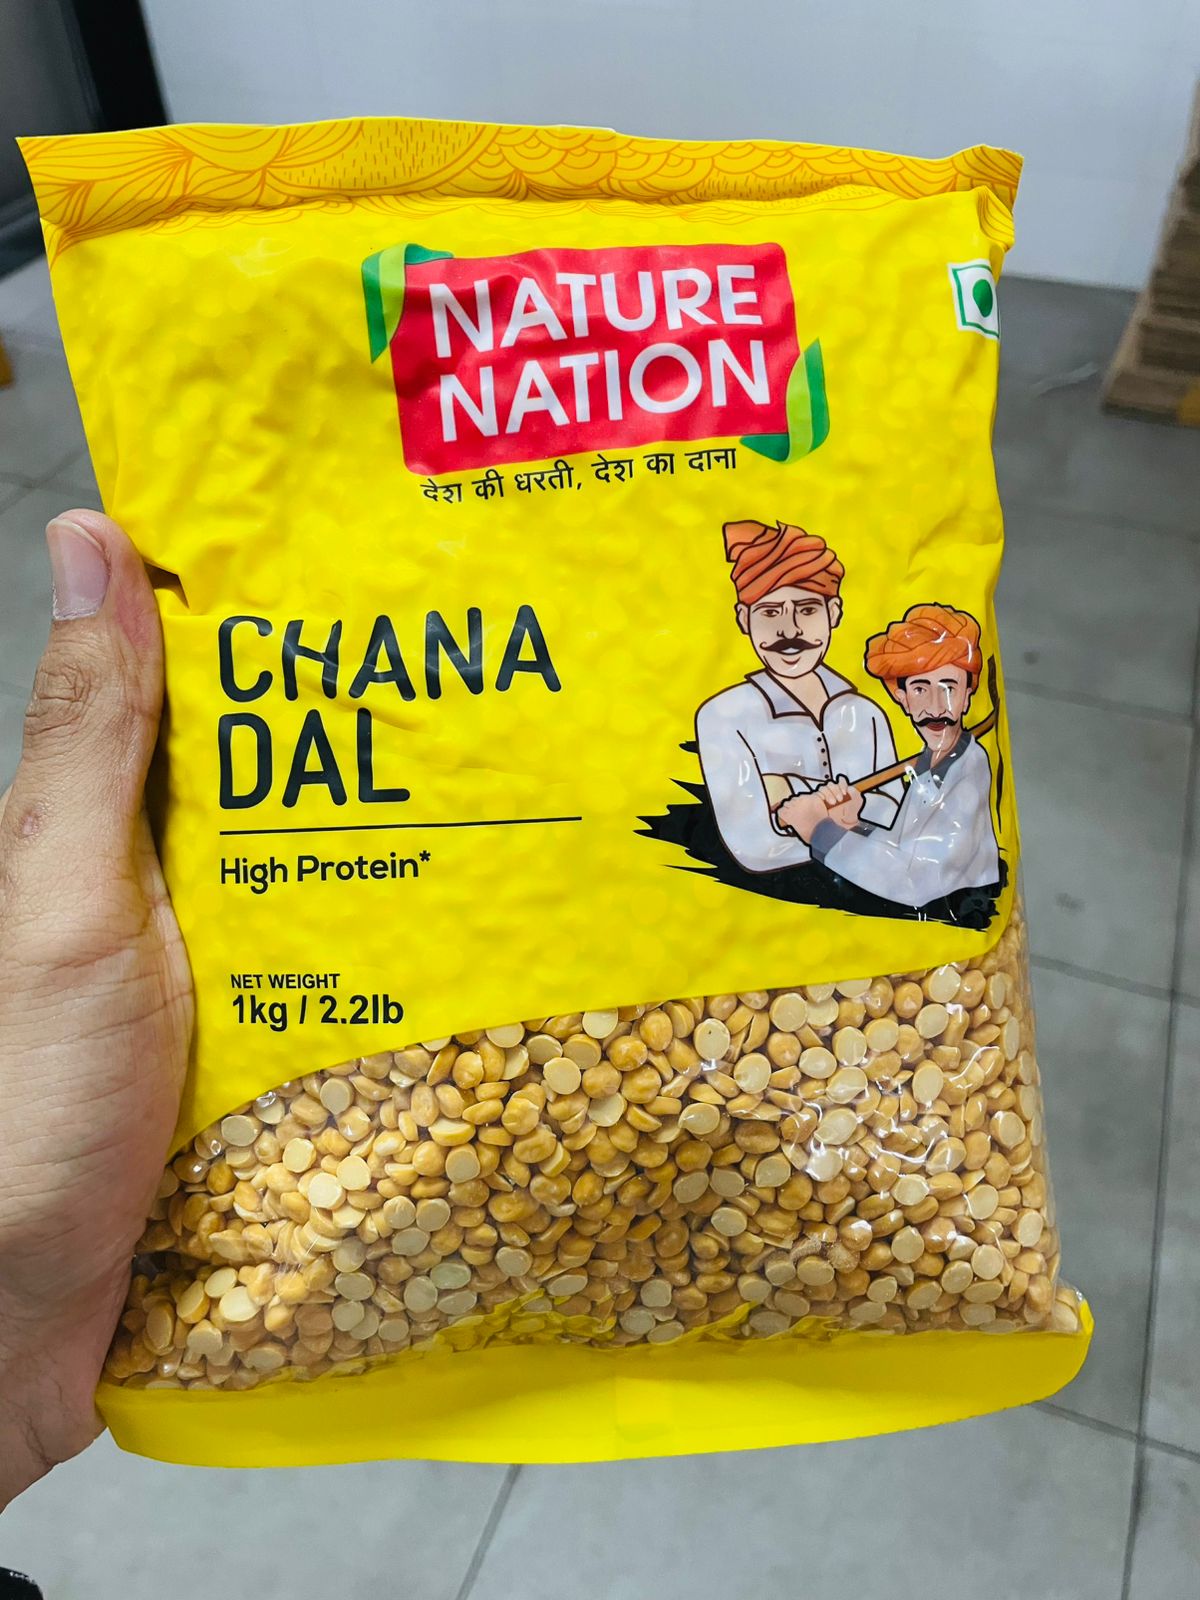 NATURE
NATION
देश की धरती, देश का दाना
CHANA
DAL
High Protein*
NET WEIGHT
1kg / 2.2lb